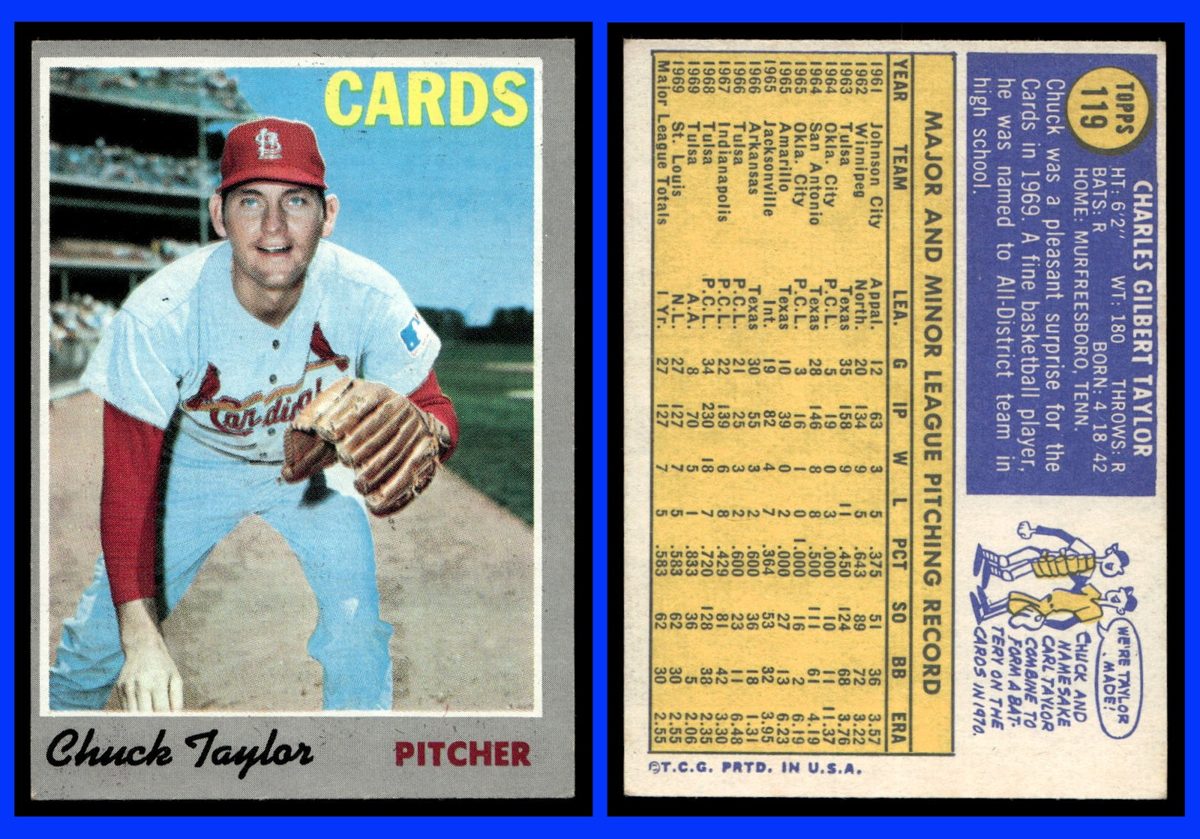 CARDS
Cardinals
Chuck Taylor
PITCHER
TOPPS
119
CHARLES GILBERT TAYLOR
HT: 6'2" WT: 180 THROWS: R
BATS: R BORN: 4 18 42
HOME: MURFREESBORO, TENN.
Chuck was a pleasant surprise for the
Cards in 1969. A fine basketball player,
he was named to All-District team in
high school.
WE'RE TAYLOR
MADE!
CHUCK AND
NAMESAKE
CARL TAYLOR
COMBINE TO
FORM A BAT-
TERY ON THE
CARDS IN 1970.
MAJOR AND MINOR LEAGUE PITCHING RECORD
YEAR TEAM LEA G IP W L PCT SO BB ERA
1961 Johnson City Appal. 12 63 3 5 .375 51 36 3.57
1962 Winnipeg North. 20 134 9 5 .643 89 72 3.22
1963 Tulsa Texas 35 158 9 11 .450 124 68 3.76
1964 Okla. City P.C.L. 5 19 0 3 .000 10 11 11.37
1964 San Antonio Texas 28 146 8 8 .500 111 61 4.19
1965 Okla. City P.C.L. 3 16 1 0 1.000 16 2 6.19
1965 Amarillo Texas 10 39 0 2 .000 27 13 6.23
1965 Jacksonville Int. 19 82 4 7 .364 53 32 3.95
1966 Arkansas Texas 30 55 3 2 .600 36 18 1.31
1966 Tulsa P.C.L. 21 25 3 2 .600 23 11 6.48
1967 Indianapolis P.C.L. 22 139 6 8 .429 81 42 3.30
1968 Tulsa P.C.L. 34 230 18 7 .720 128 38 2.35
1969 Tulsa A.A. 8 70 5 1 .833 36 5 2.06
1969 St. Louis N.L. 27 127 7 5 .583 62 30 2.55
Major League Totals 1 Yr. 27 127 7 5 .583 62 30 2.55
©T.C.G. PRTD. IN U.S.A.